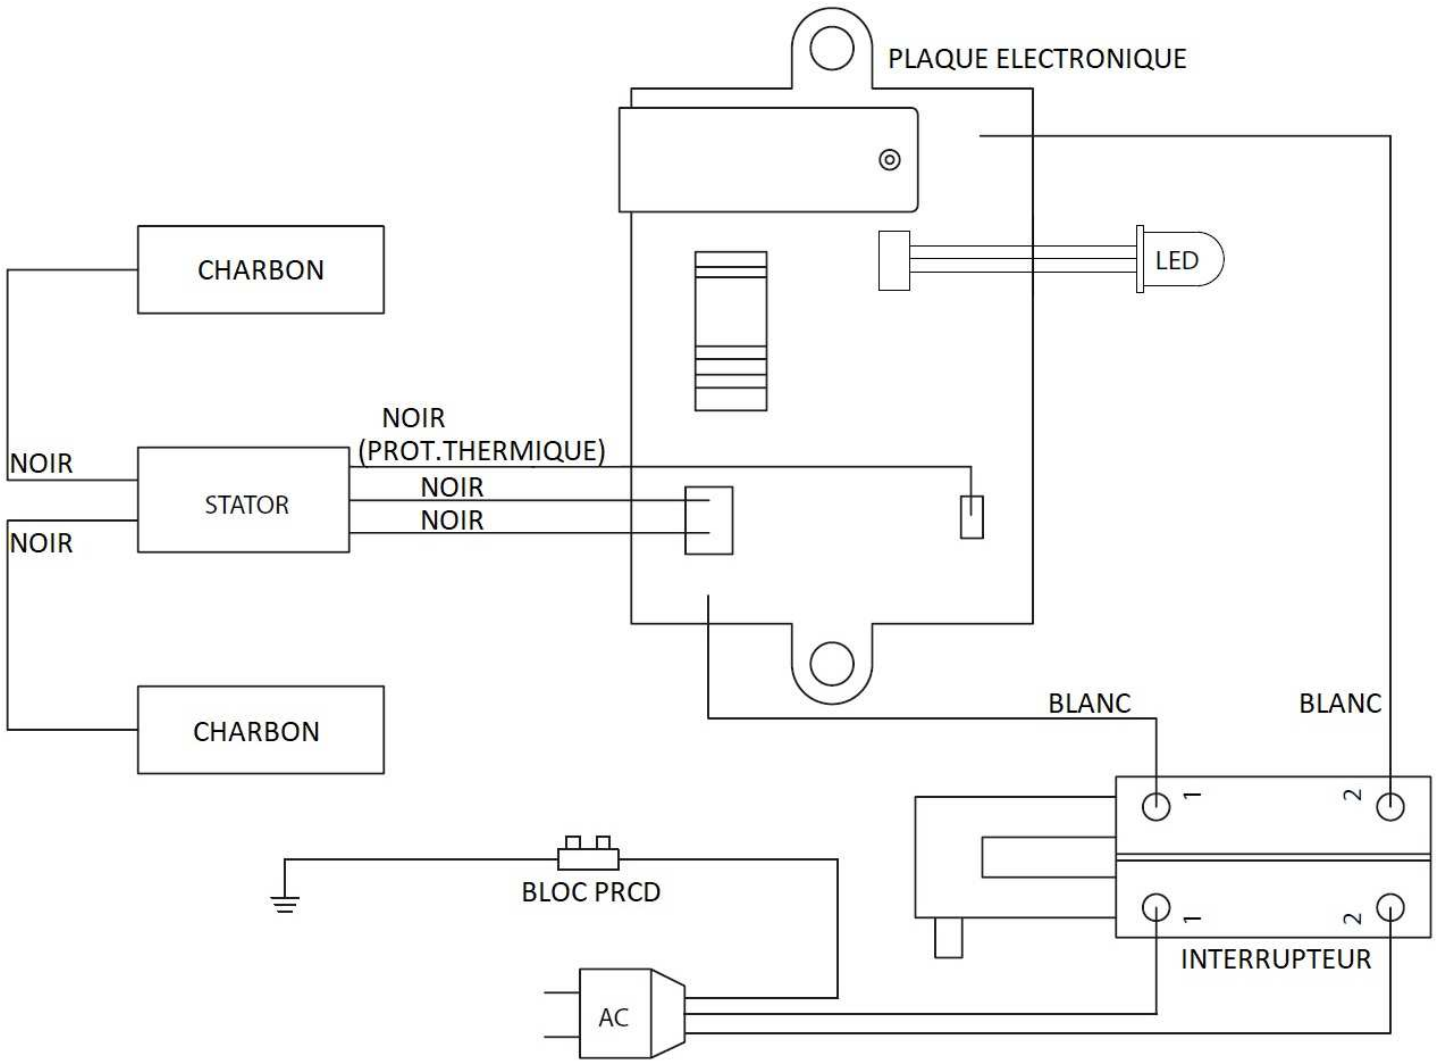 PLAQUE ELECTRONIQUE
LED
CHARBON
NOIR
(PROT.THERMIQUE)
NOIR
NOIR
NOIR
STATOR
NOIR
CHARBON
BLANC
BLANC
1
2
BLOC PRCD
1
2
INTERRUPTEUR
AC